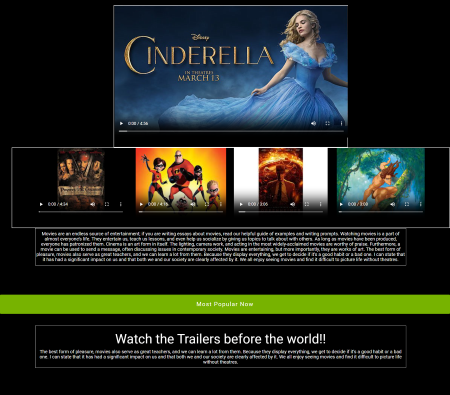 Disney
CINDERELLA
IN THEATRES
MARCH 13
0:00 / 4:56
0:00 / 4:34
0:00 / 4:16
0:00 / 3:06
0:00 / 3:08
Movies are an endless source of entertainment; if you are writing essays about movies, read our helpful guide of examples and writing prompts. Watching movies is a part of
almost everyone's life. They entertain us, teach us lessons, and even help us socialize by giving us topics to talk about with others. As long as movies have been produced,
everyone has patronized them. Cinema is an art form in itself. The lighting, camera work, and acting in the most widely-acclaimed movies are worthy of praise. Furthermore, a
movie can be used to send a message, often discussing issues in contemporary society. Movies are entertaining, but more importantly, they are works of art. The best form of
pleasure, movies also serve as great teachers, and we can learn a lot from them. Because they display everything, we get to decide if it's a good habit or a bad one. I can state that
it has had a significant impact on us and that both we and our society are clearly affected by it. We all enjoy seeing movies and find it difficult to picture life without theatres.
Most Popular Now
Watch the Trailers before the world!!
The best form of pleasure, movies also serve as great teachers, and we can learn a lot from them. Because they display everything, we get to decide if it's a good habit or a bad
one. I can state that it has had a significant impact on us and that both we and our society are clearly affected by it. We all enjoy seeing movies and find it difficult to picture life
without theatres.